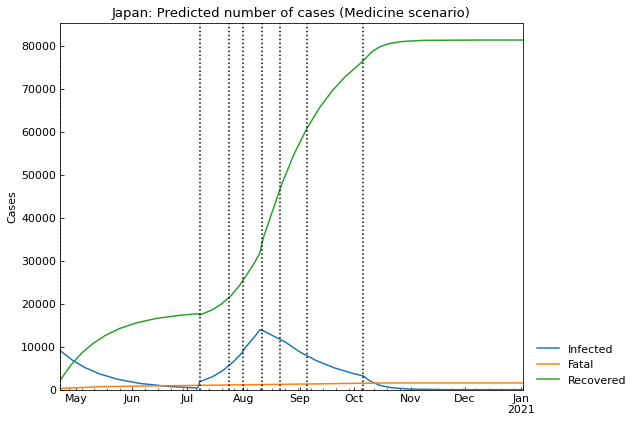 Japan: Predicted number of cases (Medicine scenario)
Cases
80000
70000
60000
50000
40000
30000
20000
10000
0
May Jun Jul Aug Sep Oct Nov Dec Jan
2021
Infected
Fatal
Recovered